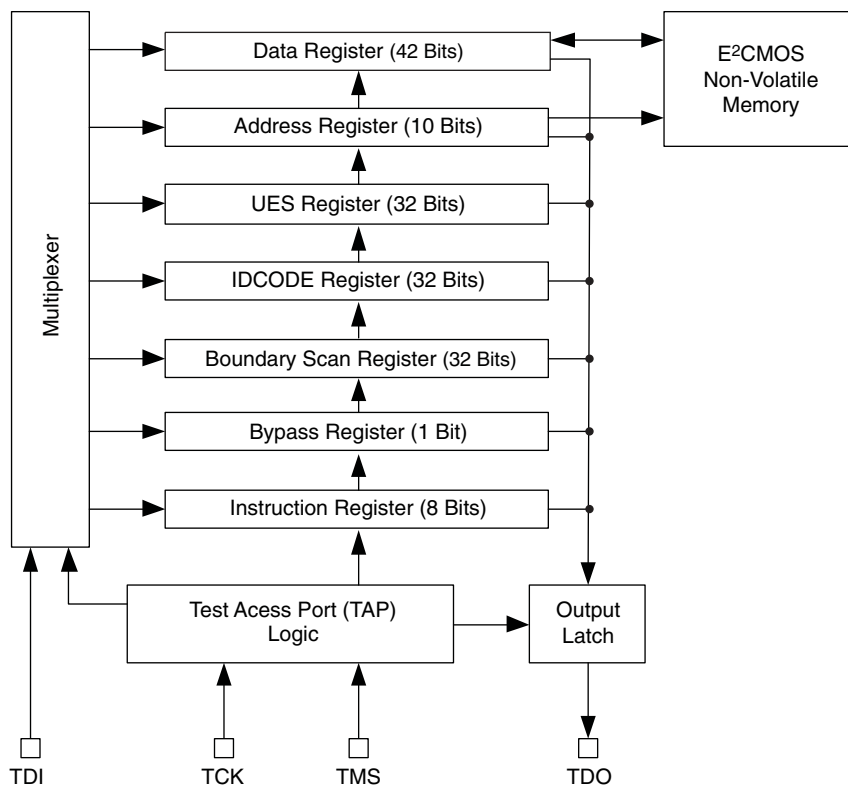 Data Register (42 Bits)
E²CMOS
Non-Volatile
Memory
Address Register (10 Bits)
UES Register (32 Bits)
IDCODE Register (32 Bits)
Multiplexer
Boundary Scan Register (32 Bits)
Bypass Register (1 Bit)
Instruction Register (8 Bits)
Test Acess Port (TAP)
Logic
Output
Latch
TDI
TCK
TMS
TDO